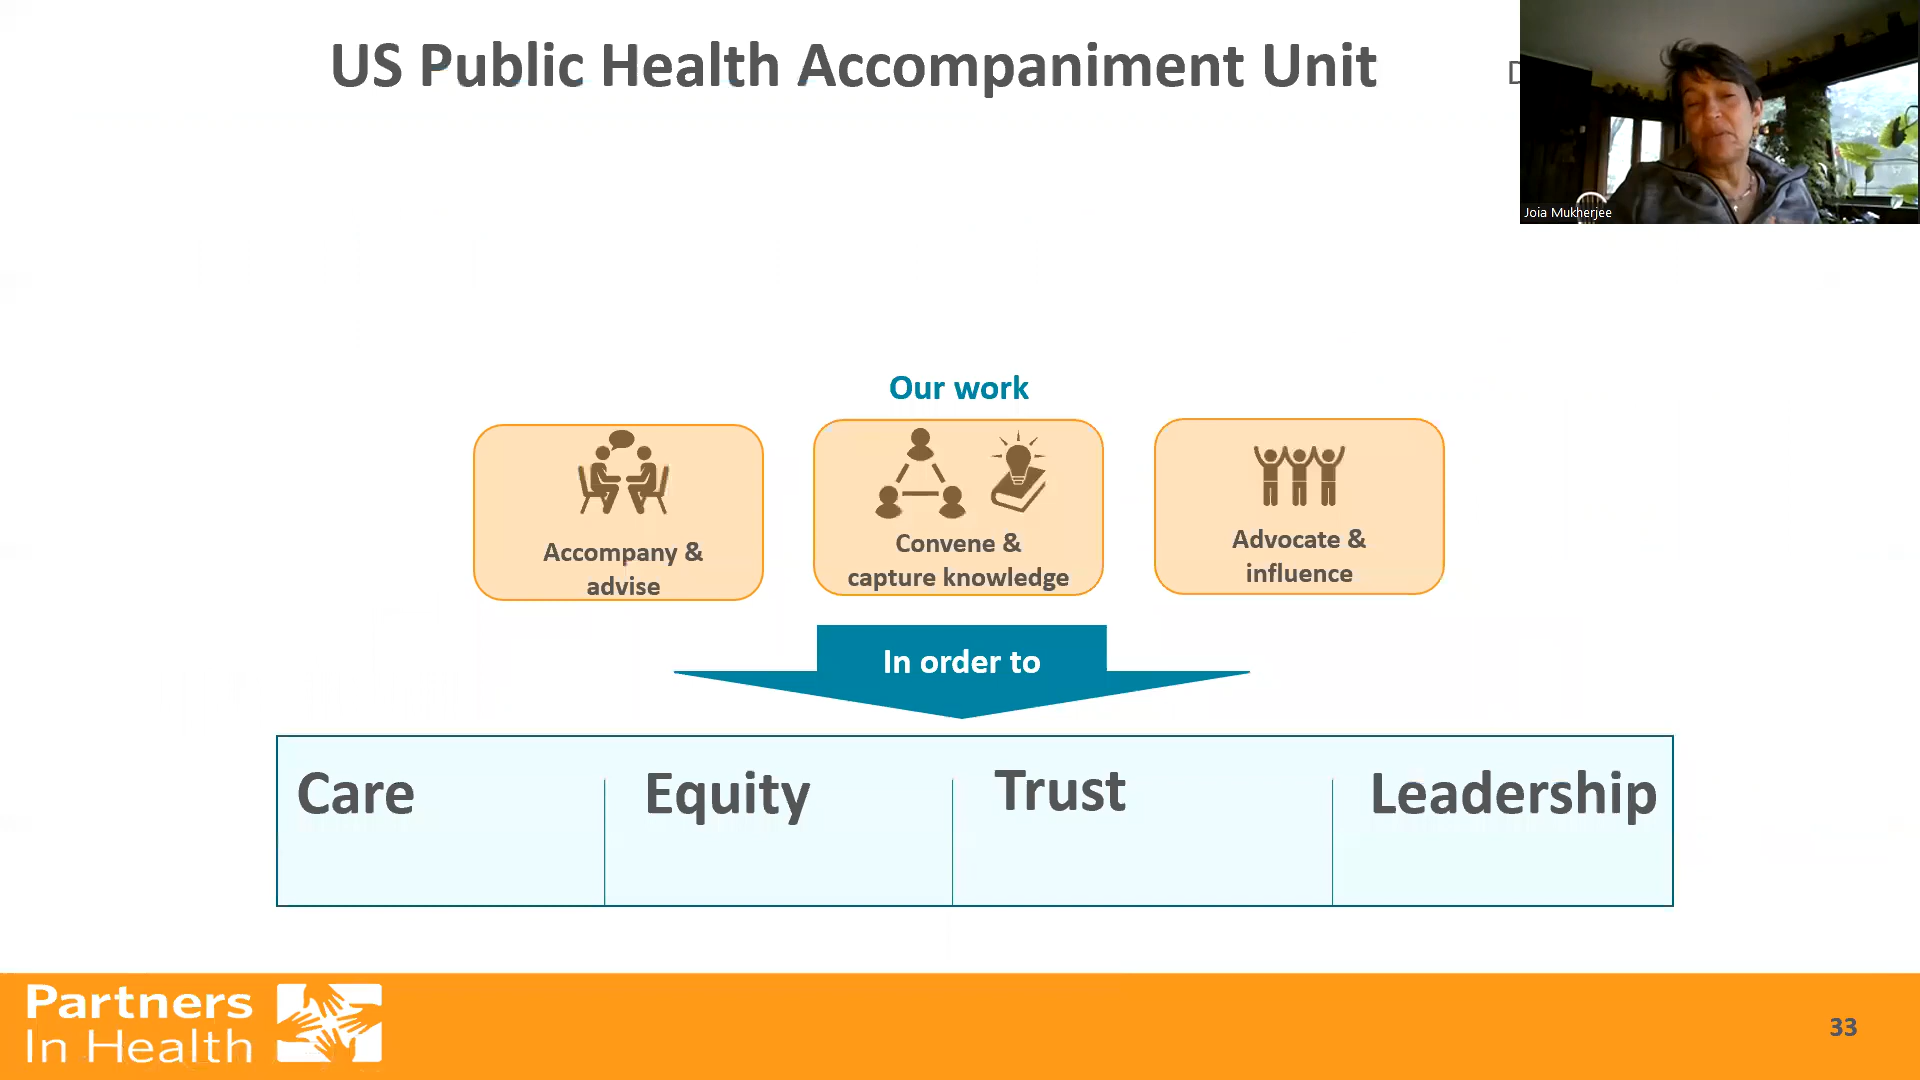 US Public Health Accompaniment Unit
D
Joia Mukherjee
Our work
Accompany &
advise
Convene &
capture knowledge
Advocate &
influence
In order to
Care
Equity
Trust
Leadership
Partners
In Health
33